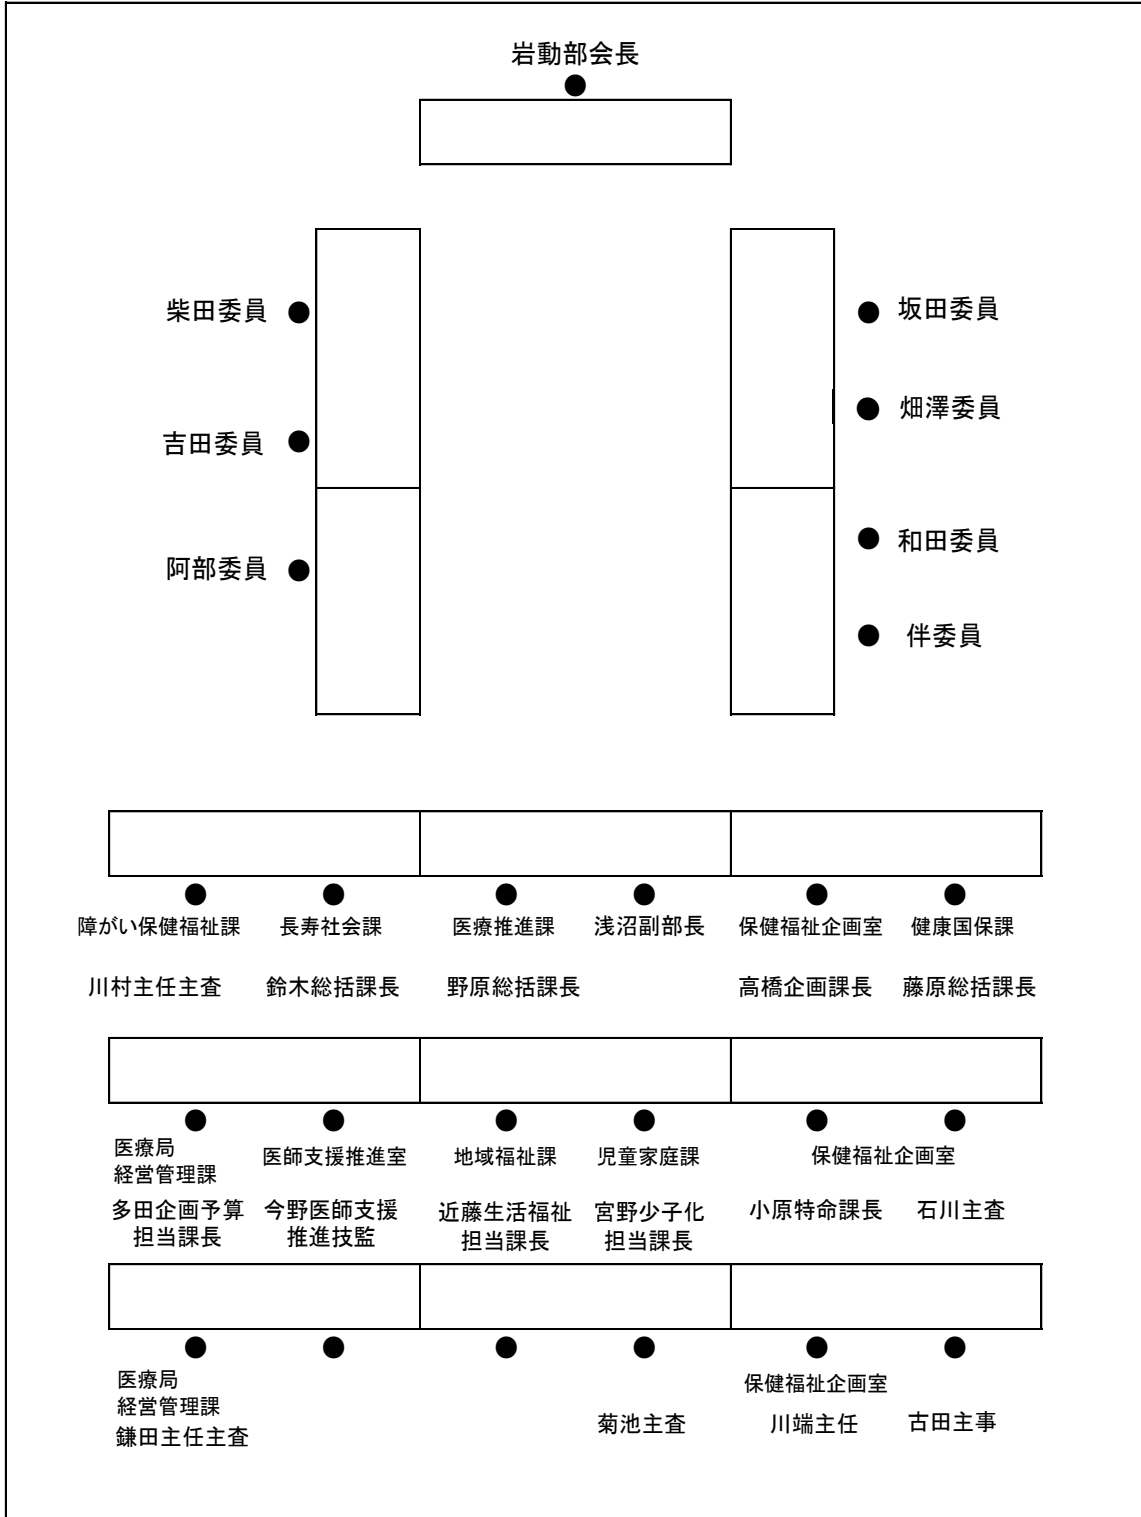 岩動部会長
柴田委員
坂田委員
畑澤委員
吉田委員
和田委員
阿部委員
伴委員
障がい保健福祉課
長寿社会課
医療推進課
浅沼副部長
保健福祉企画室
健康国保課
川村主任主査
鈴木総括課長
野原総括課長
高橋企画課長
藤原総括課長
医療局
経営管理課
医師支援推進室
地域福祉課
児童家庭課
保健福祉企画室
多田企画予算
担当課長
今野医師支援
推進技監
近藤生活福祉
担当課長
宮野少子化
担当課長
小原特命課長
石川主査
医療局
経営管理課
鎌田主任主査
菊池主査
保健福祉企画室
川端主任
古田主事